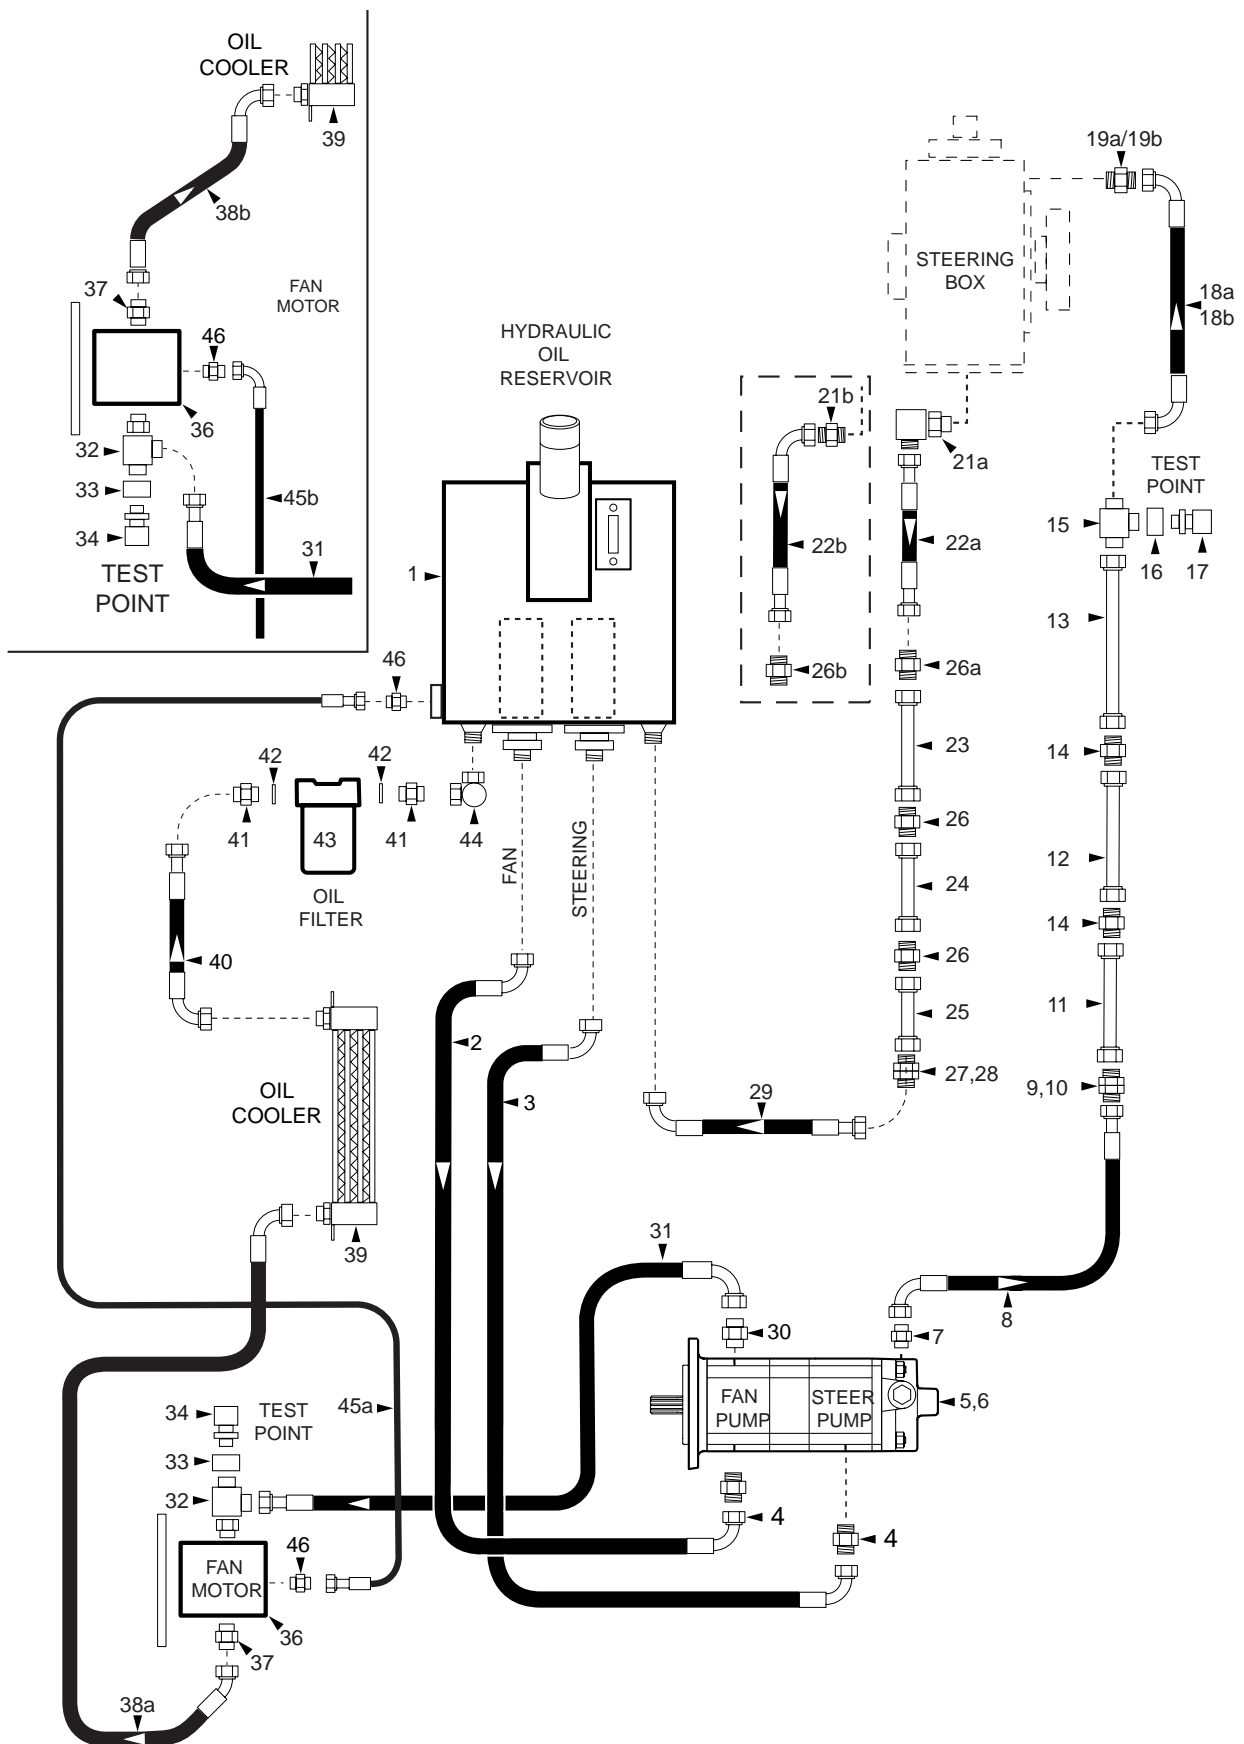 OIL
COOLER
39
38b
37
FAN
MOTOR
46
36
32
33
34
45b
31
TEST
POINT
HYDRAULIC
OIL
RESERVOIR
1
46
19a/19b
STEERING
BOX
18a
18b
21b
21a
22b
22a
26b
26a
TEST
POINT
15
16
17
13
23
14
26
12
24
14
26
11
25
27,28
9,10
42
42
41
43
41
44
OIL
FILTER
FAN
STEERING
40
2
3
29
OIL
COOLER
39
31
30
7
8
FAN
PUMP
STEER
PUMP
5,6
4
4
45a
34
TEST
POINT
33
32
46
FAN
MOTOR
36
37
38a